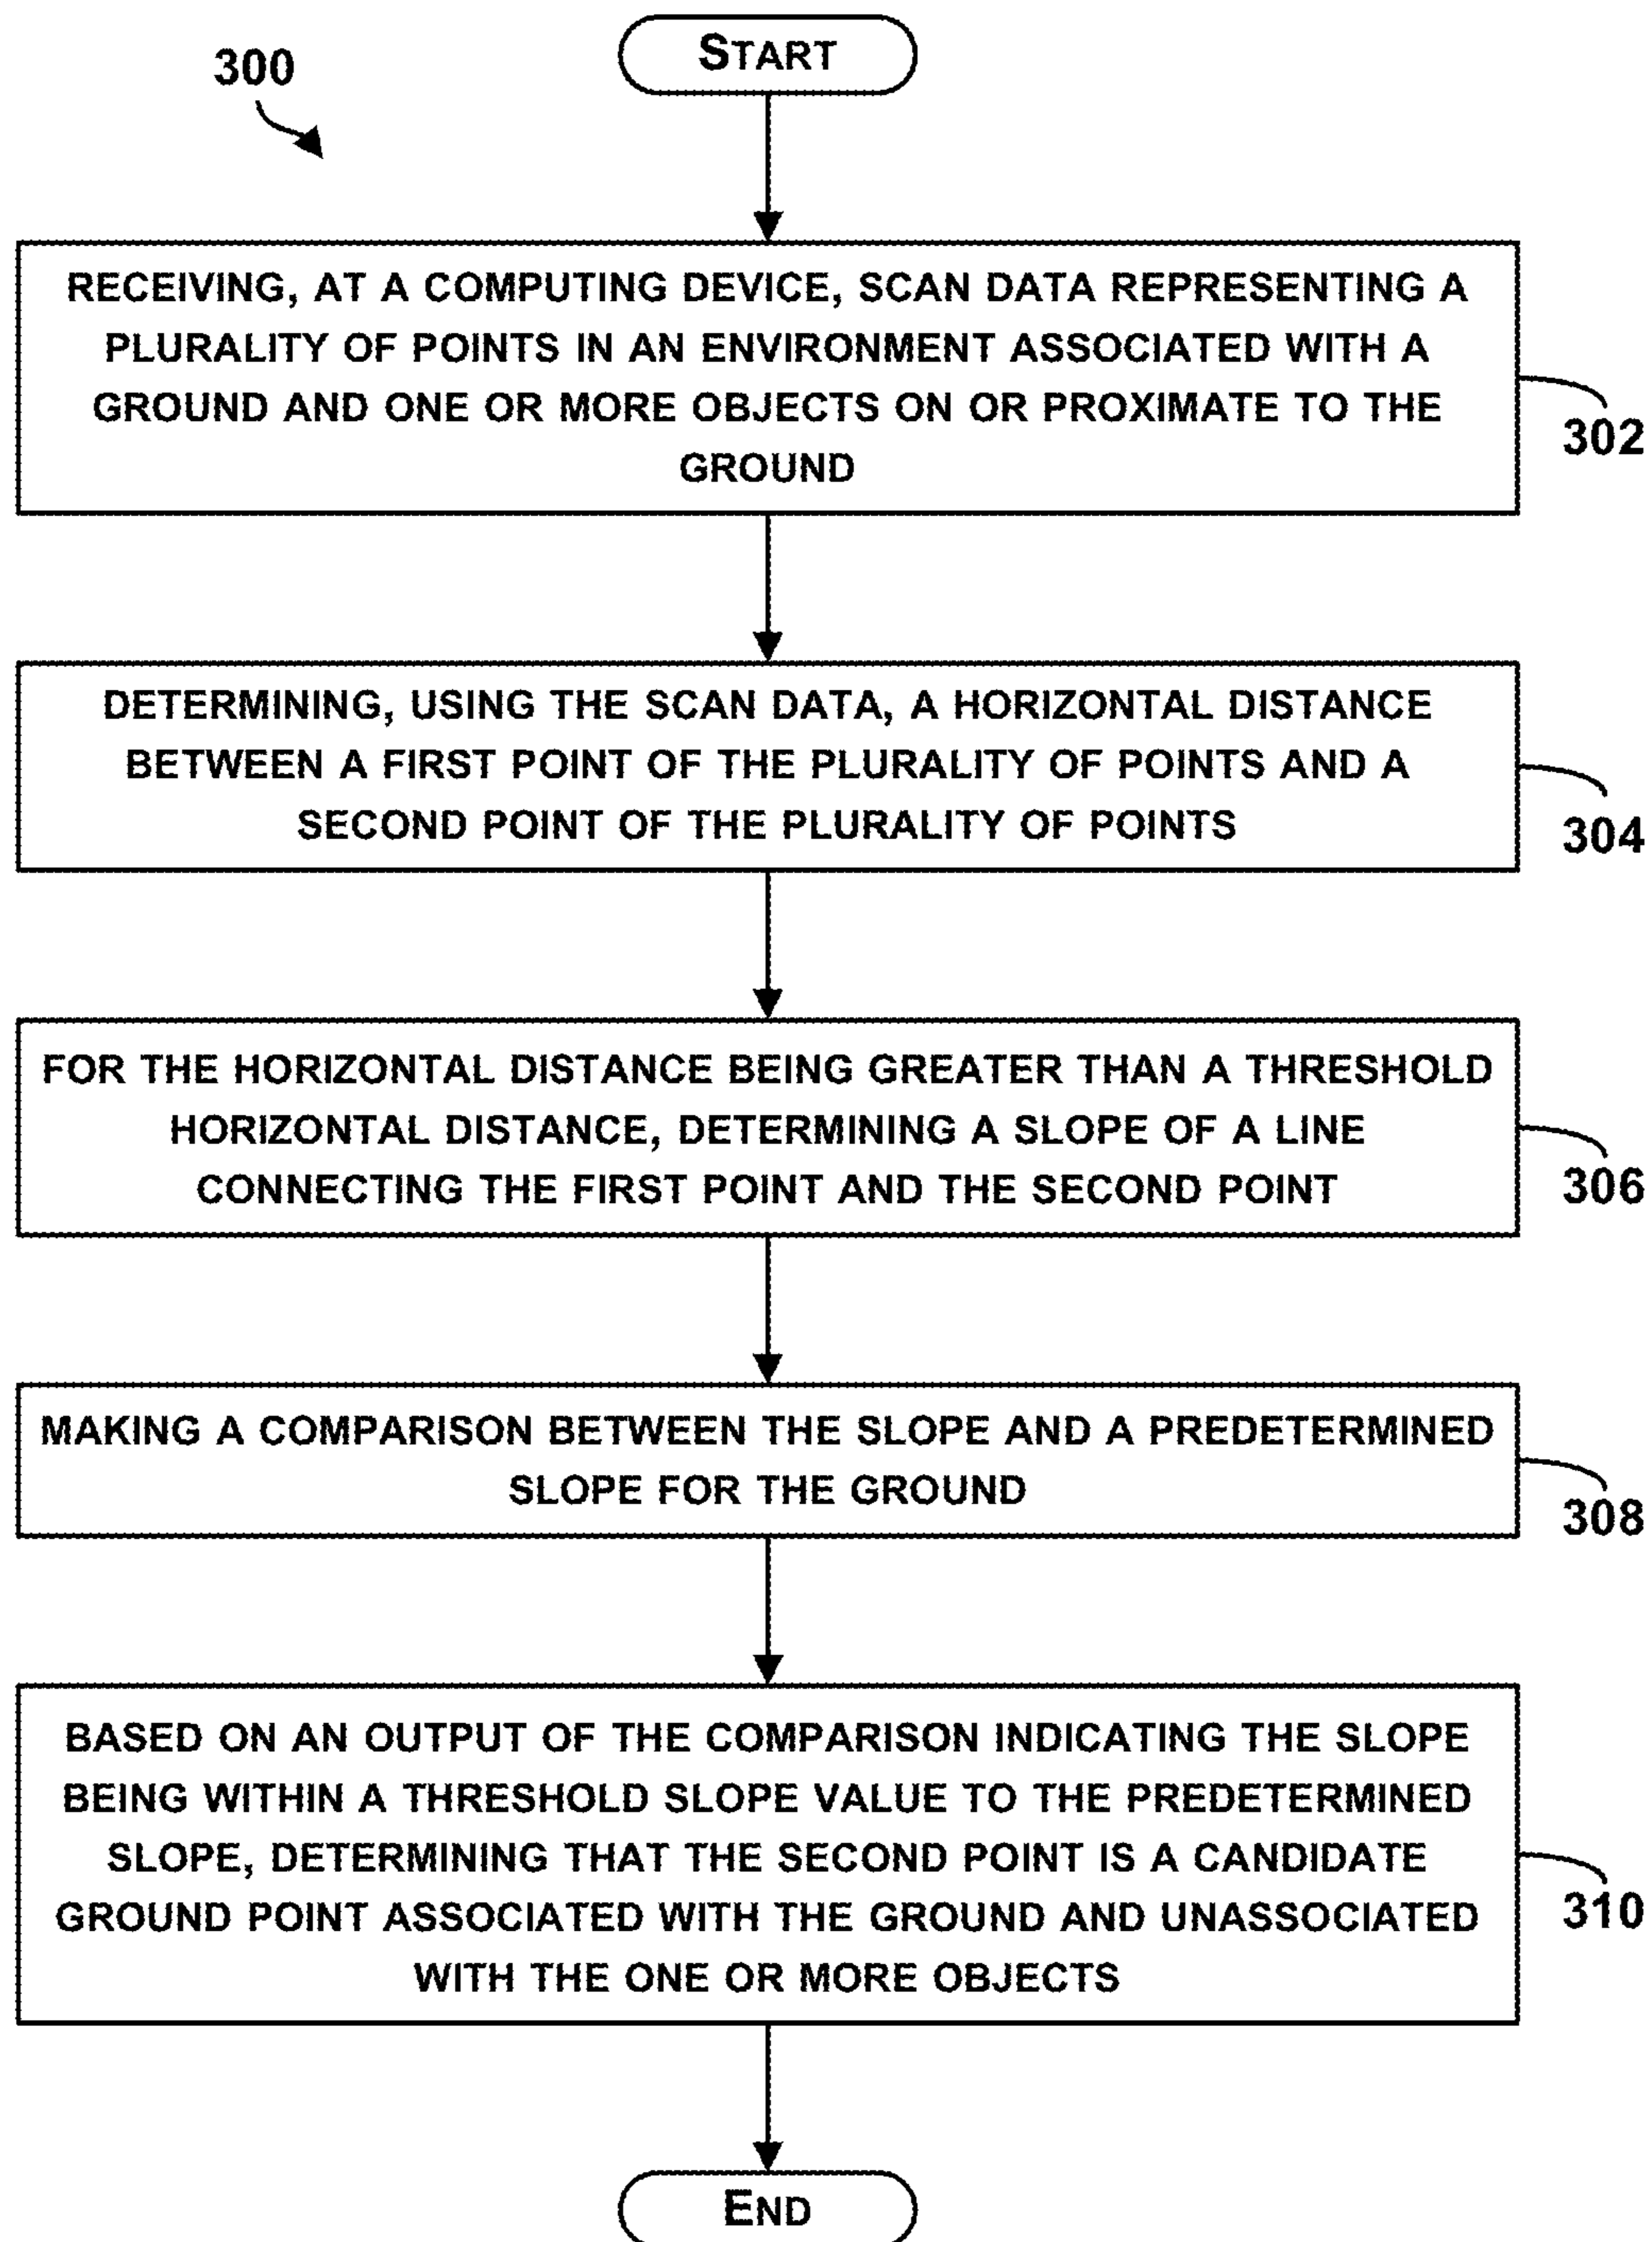 START
300
RECEIVING, AT A COMPUTING DEVICE, SCAN DATA REPRESENTING A
PLURALITY OF POINTS IN AN ENVIRONMENT ASSOCIATED WITH A
GROUND AND ONE OR MORE OBJECTS ON OR PROXIMATE TO THE
GROUND
302
DETERMINING, USING THE SCAN DATA, A HORIZONTAL DISTANCE
BETWEEN A FIRST POINT OF THE PLURALITY OF POINTS AND A
SECOND POINT OF THE PLURALITY OF POINTS
304
FOR THE HORIZONTAL DISTANCE BEING GREATER THAN A THRESHOLD
HORIZONTAL DISTANCE, DETERMINING A SLOPE OF A LINE
CONNECTING THE FIRST POINT AND THE SECOND POINT
306
MAKING A COMPARISON BETWEEN THE SLOPE AND A PREDETERMINED
SLOPE FOR THE GROUND
308
BASED ON AN OUTPUT OF THE COMPARISON INDICATING THE SLOPE
BEING WITHIN A THRESHOLD SLOPE VALUE TO THE PREDETERMINED
SLOPE, DETERMINING THAT THE SECOND POINT IS A CANDIDATE
GROUND POINT ASSOCIATED WITH THE GROUND AND UNASSOCIATED
WITH THE ONE OR MORE OBJECTS
310
END